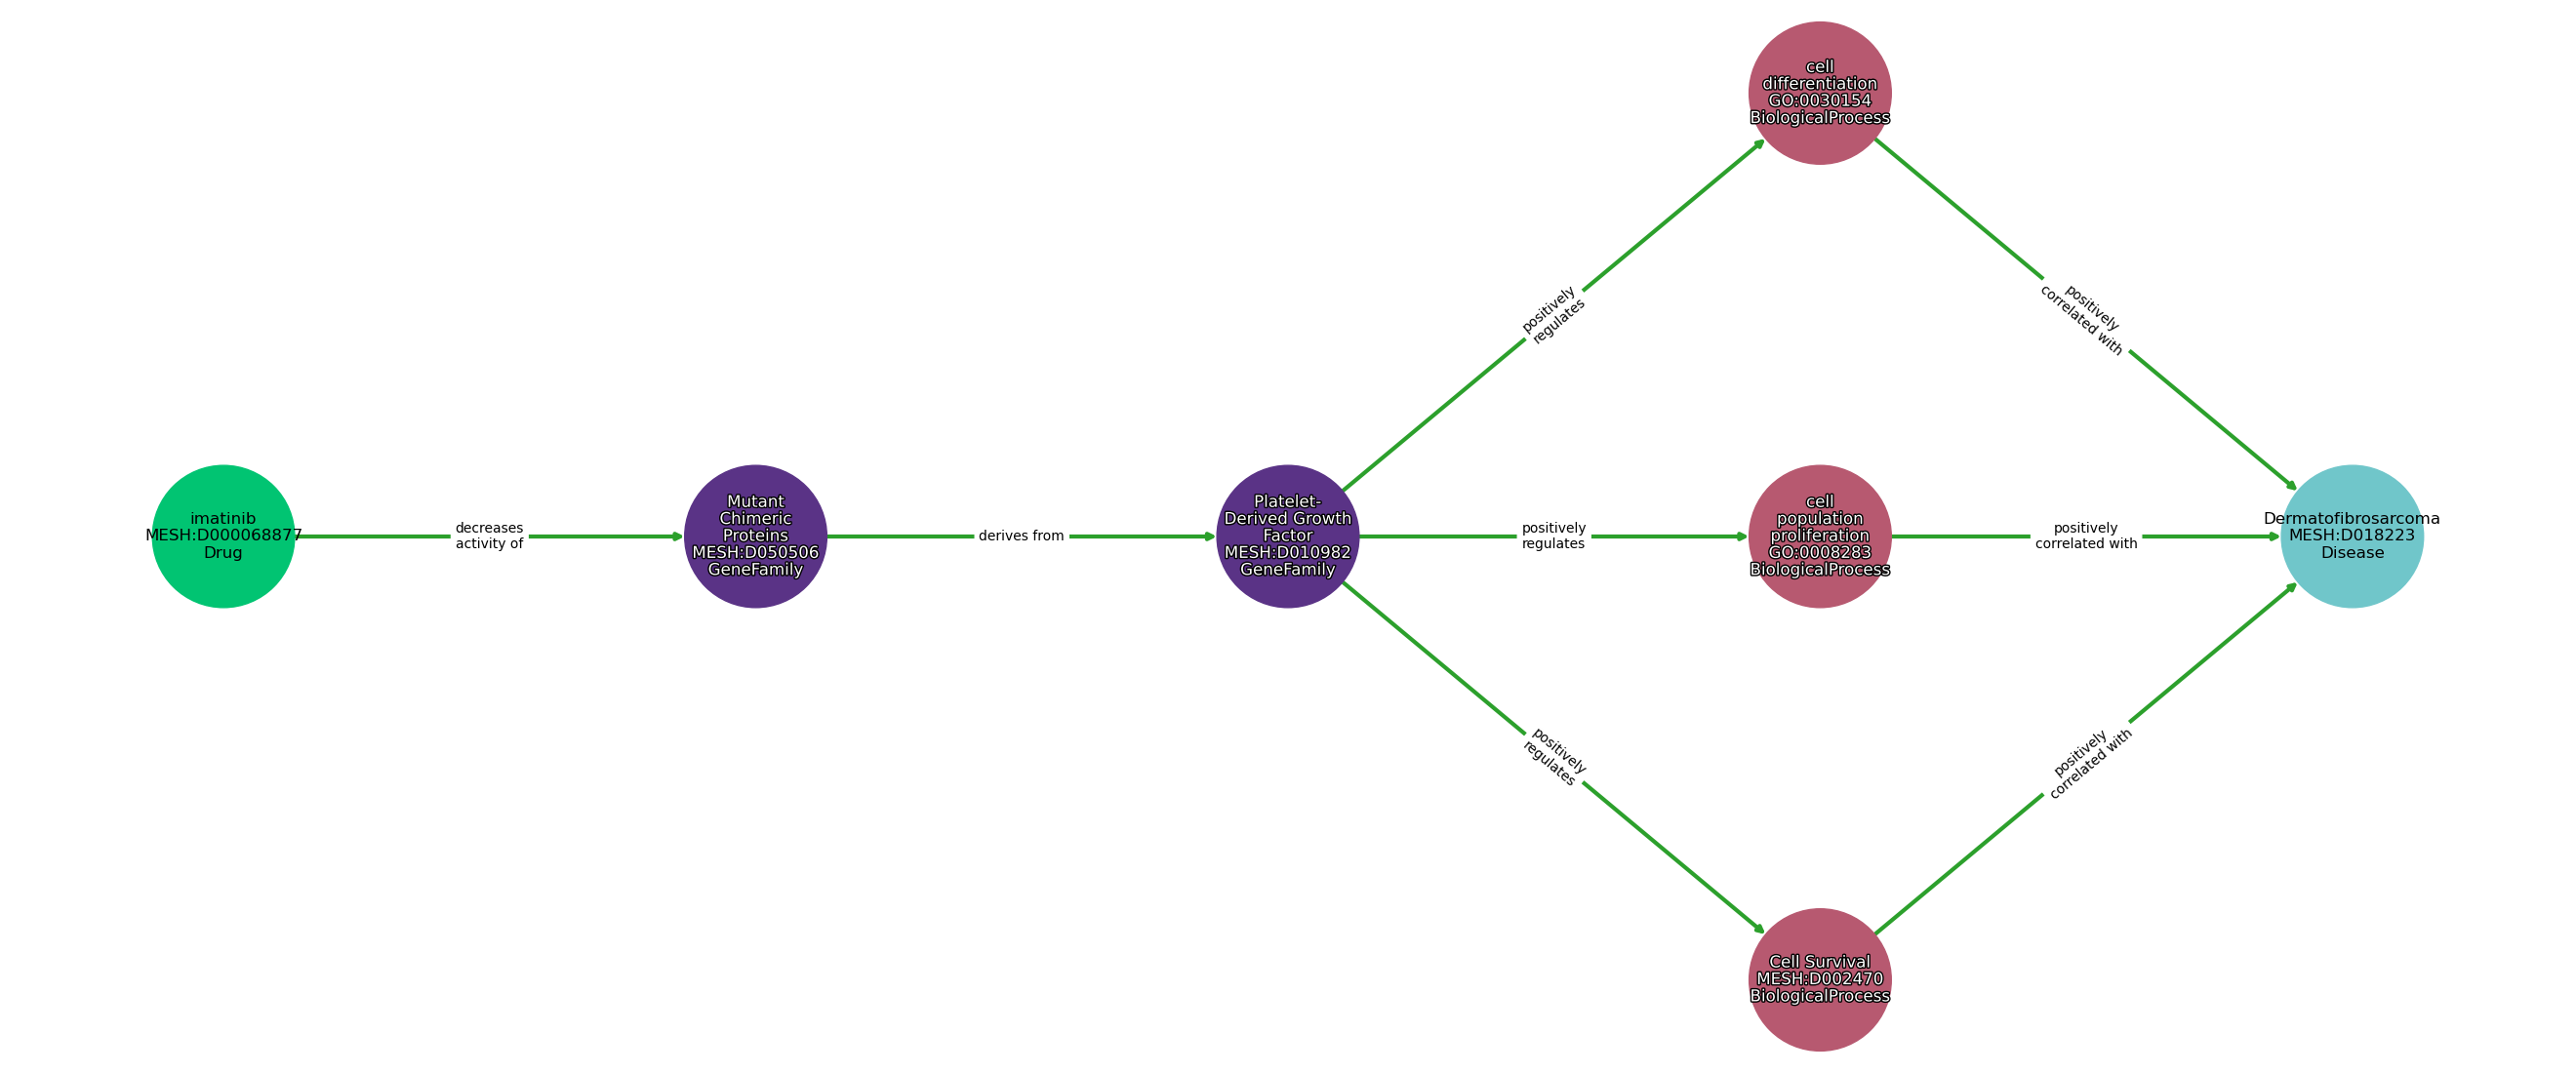 cell
differentiation
GO:0030154
BiologicalProcess
positively
regulates
positively
correlated with
imatinib
MESH:D000068877
Drug
decreases
activity of
Mutant
Chimeric
Proteins
MESH:D050506
GeneFamily
derives from
Platelet-
Derived Growth
Factor
MESH:D010982
GeneFamily
positively
regulates
cell
population
proliferation
GO:0008283
BiologicalProcess
positively
correlated with
Dermatofibrosarcoma
MESH:D018223
Disease
positively
regulates
positively
correlated with
Cell Survival
MESH:D002470
BiologicalProcess